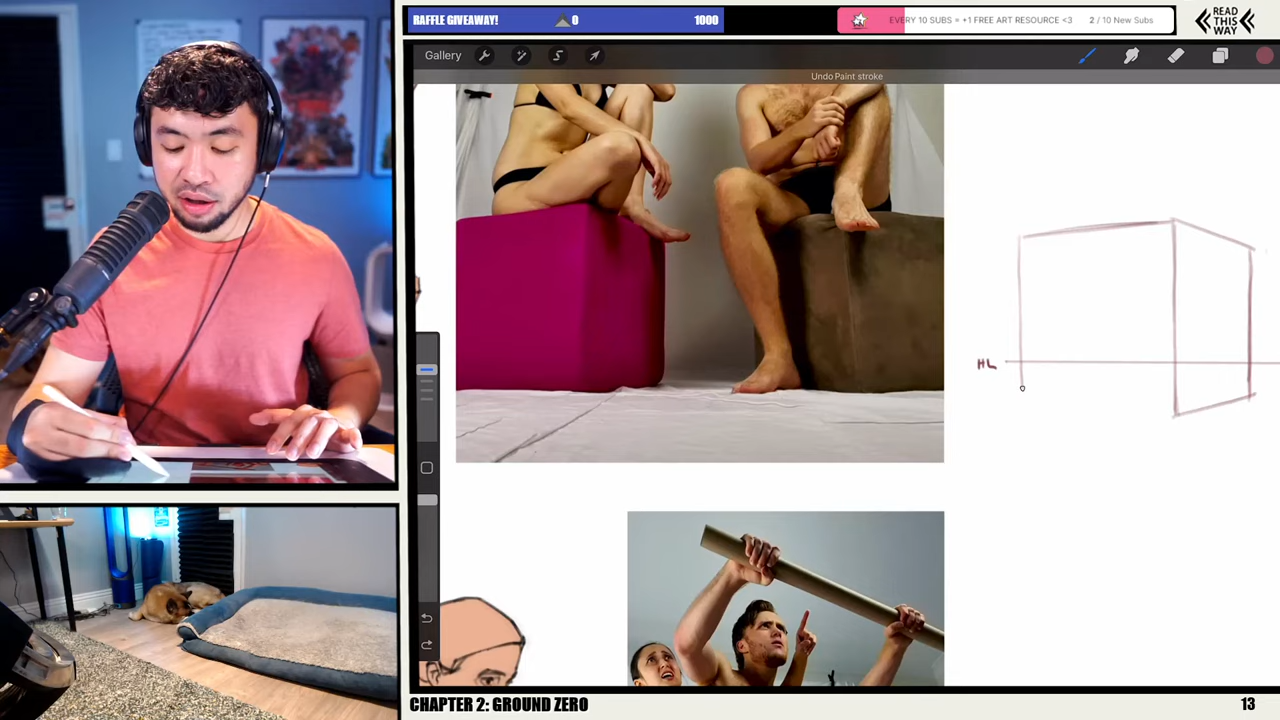 RAFFLE GIVEAWAY! 0 1000
EVERY 10 SUBS = +1 FREE ART RESOURCE <3 2 / 10 New Subs
READ
THIS
WAY
Gallery
Undo Paint stroke
HL
CHAPTER 2: GROUND ZERO 13